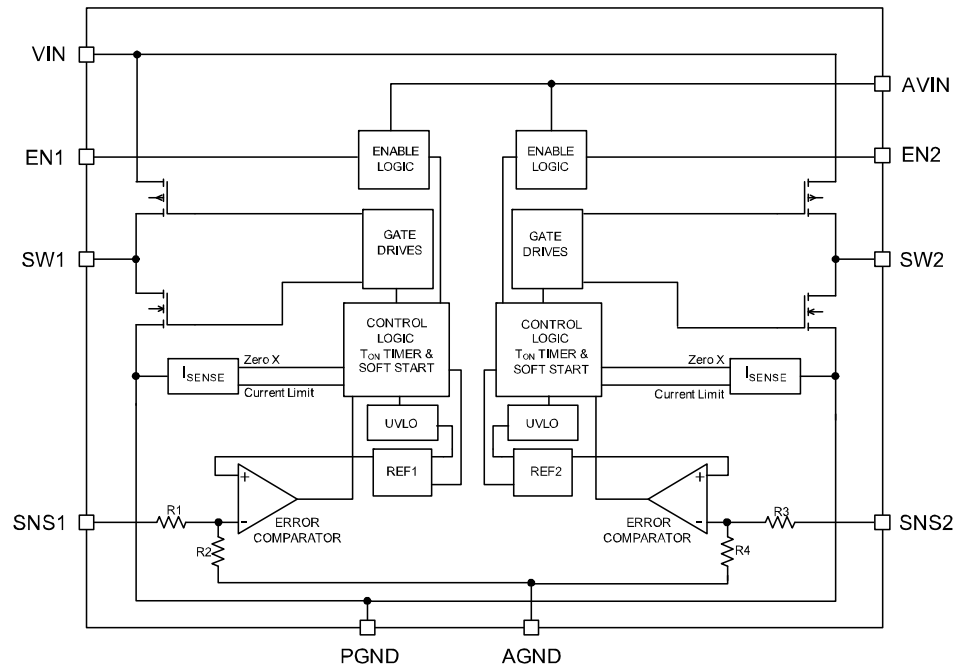 VIN
AVIN
EN1
ENABLE
LOGIC
ENABLE
LOGIC
EN2
SW1
GATE
DRIVES
GATE
DRIVES
SW2
CONTROL
LOGIC
TON TIMER &
SOFT START
CONTROL
LOGIC
TON TIMER &
SOFT START
ISENSE
Zero X
Current Limit
Zero X
Current Limit
ISENSE
UVLO
UVLO
REF1
REF2
+
-
ERROR
COMPARATOR
+
-
ERROR
COMPARATOR
SNS1
R1
R2
R3
R4
SNS2
PGND
AGND